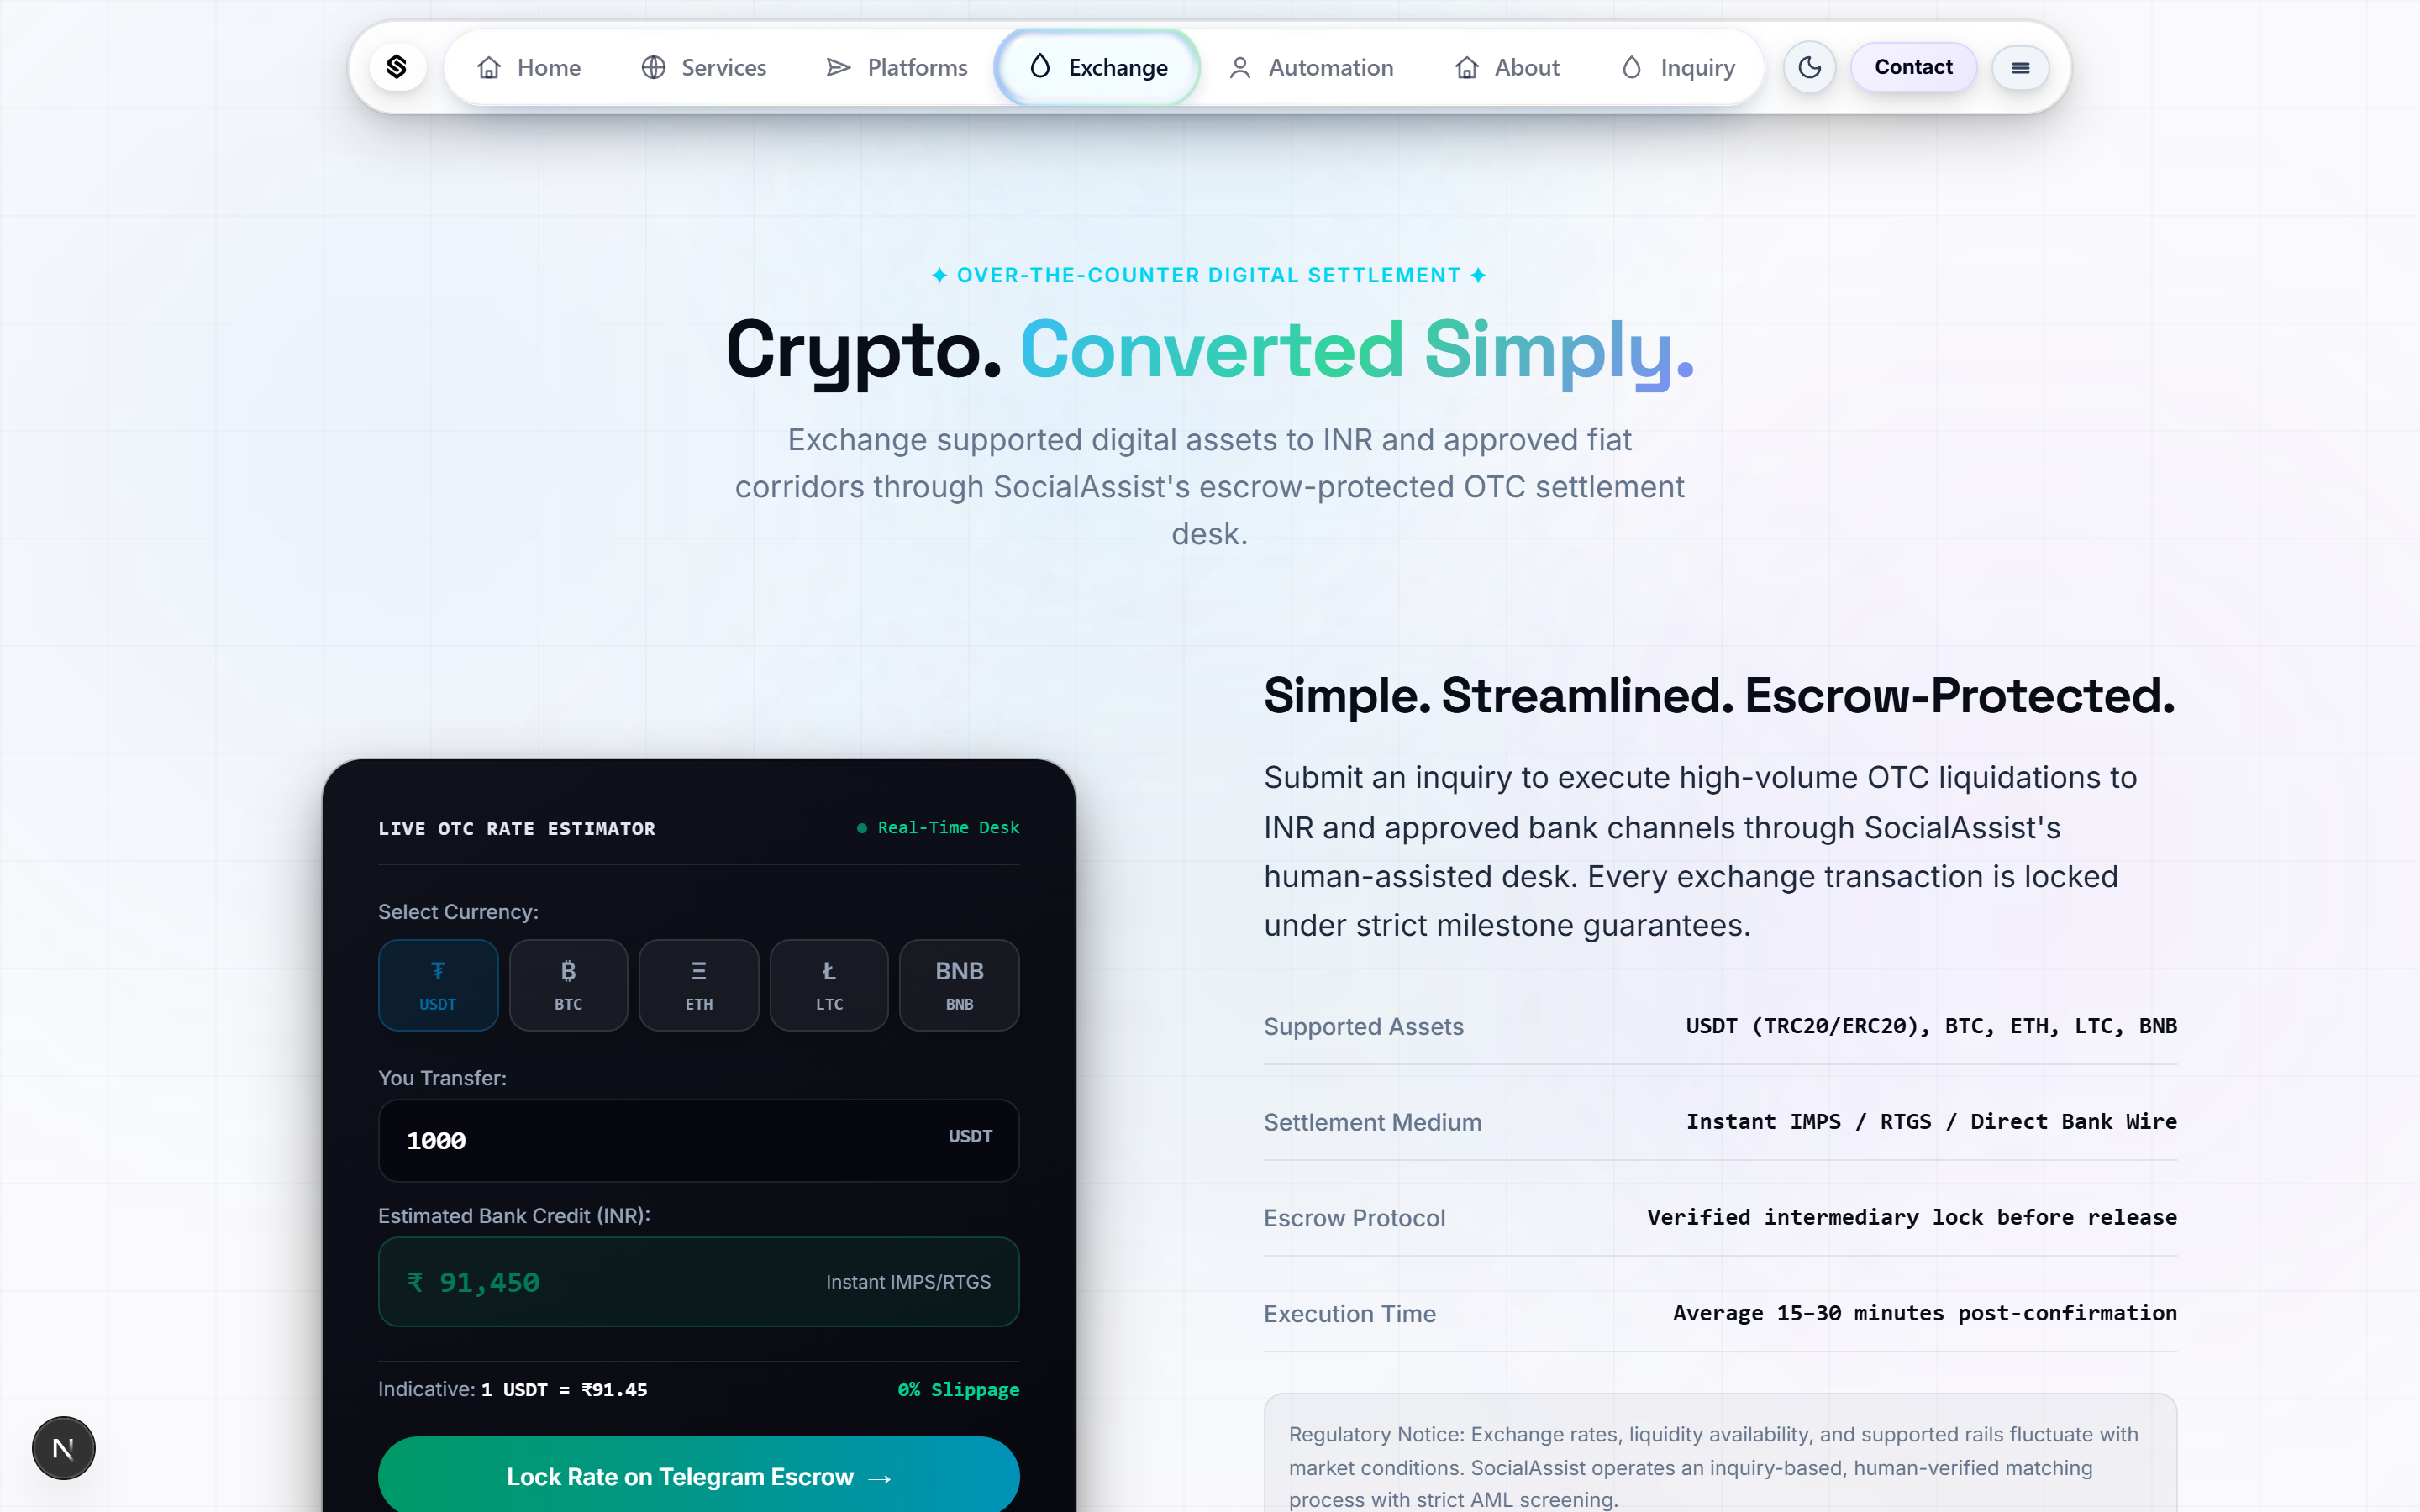 Home
Services
Platforms
Exchange
Automation
About
Inquiry
Contact
✦ OVER-THE-COUNTER DIGITAL SETTLEMENT ✦
Crypto. Converted Simply.
Exchange supported digital assets to INR and approved fiat
corridors through SocialAssist's escrow-protected OTC settlement
desk.
LIVE OTC RATE ESTIMATOR
Real-Time Desk
Select Currency:
₮
USDT
₿
BTC
Ξ
ETH
Ł
LTC
BNB
BNB
You Transfer:
1000
USDT
Estimated Bank Credit (INR):
₹ 91,450
Instant IMPS/RTGS
Indicative: 1 USDT = ₹91.45
0% Slippage
Lock Rate on Telegram Escrow →
Simple. Streamlined. Escrow-Protected.
Submit an inquiry to execute high-volume OTC liquidations to
INR and approved bank channels through SocialAssist's
human-assisted desk. Every exchange transaction is locked
under strict milestone guarantees.
Supported Assets
USDT (TRC20/ERC20), BTC, ETH, LTC, BNB
Settlement Medium
Instant IMPS / RTGS / Direct Bank Wire
Escrow Protocol
Verified intermediary lock before release
Execution Time
Average 15–30 minutes post-confirmation
Regulatory Notice: Exchange rates, liquidity availability, and supported rails fluctuate with
market conditions. SocialAssist operates an inquiry-based, human-verified matching
process with strict AML screening.
N